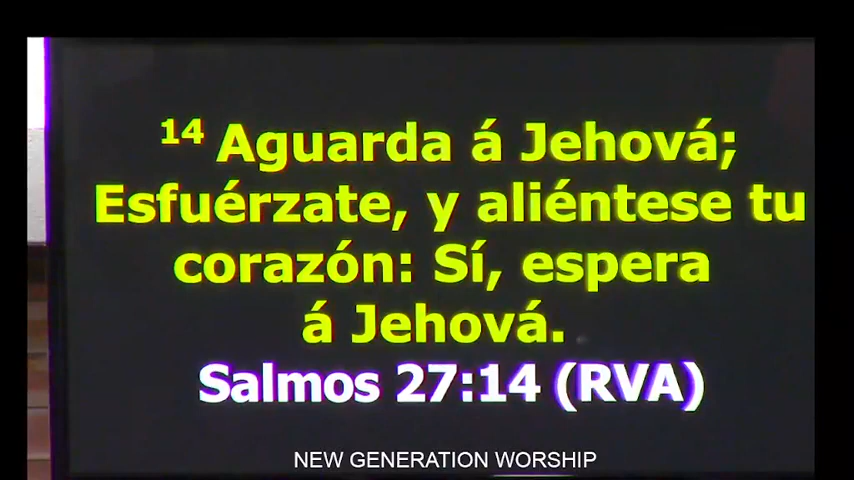 14 Aguarda á Jehová;
Esfuérzate, y aliéntese tu
corazón: Sí, espera
á Jehová.
Salmos 27:14 (RVA)
NEW GENERATION WORSHIP